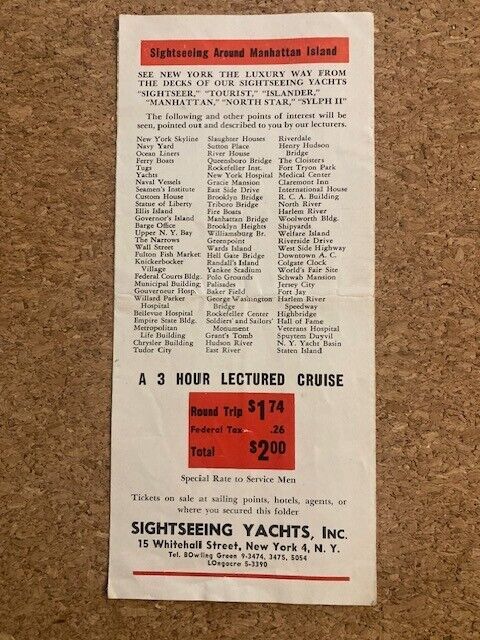 Sightseeing Around Manhattan Island
SEE NEW YORK THE LUXURY WAY FROM
THE DECKS OF OUR SIGHTSEEING YACHTS
"SIGHTSEER," "TOURIST," "ISLANDER,"
"MANHATTAN," "NORTH STAR," "SYLPH II"
The following and other points of interest will be
seen, pointed out and described to you by our lecturers.
New York Skyline
Navy Yard
Ocean Liners
Ferry Boats
Tugs
Yachts
Naval Vessels
Seamen's Institute
Custom House
Statue of Liberty
Ellis Island
Governor's Island
Barge Office
Upper N. Y. Bay
The Narrows
Wall Street
Fulton Fish Market
Knickerbocker
Village
Federal Courts Bldg.
Municipal Building
Gouverneur Hosp.
Willard Parker
Hospital
Bellevue Hospital
Empire State Bldg.
Metropolitan
Life Building
Chrysler Building
Tudor City
Slaughter Houses
Sutton Place
River House
Queensboro Bridge
Rockefeller Inst.
New York Hospital
Gracie Mansion
East Side Drive
Brooklyn Bridge
Triboro Bridge
Fire Boats
Manhattan Bridge
Brooklyn Heights
Williamsburg Br.
Greenpoint
Wards Island
Hell Gate Bridge
Randall's Island
Yankee Stadium
Polo Grounds
Palisades
Baker Field
George Washington
Bridge
Rockefeller Center
Soldiers and Sailors'
Monument
Grant's Tomb
Hudson River
East River
Riverdale
Henry Hudson
Bridge
The Cloisters
Fort Tryon Park
Medical Center
Claremont Inn
International House
R. C. A. Building
North River
Harlem River
Woolworth Bldg.
Shipyards
Welfare Island
Riverside Drive
West Side Highway
Downtown A. C.
Colgate Clock
World's Fair Site
Schwab Mansion
Jersey City
Fort Jay
Harlem River
Speedway
Highbridge
Hall of Fame
Veterans Hospital
Spuyten Duyvil
N. Y. Yacht Basin
Staten Island
A 3 HOUR LECTURED CRUISE
Round Trip $1.74
Federal Tax .26
Total $2.00
Special Rate to Service Men
Tickets on sale at sailing points, hotels, agents, or
where you secured this folder
SIGHTSEEING YACHTS, INC.
15 Whitehall Street, New York 4, N. Y.
Tel. BOwling Green 9-3474, 3475, 5054
LOngacre 5-3390